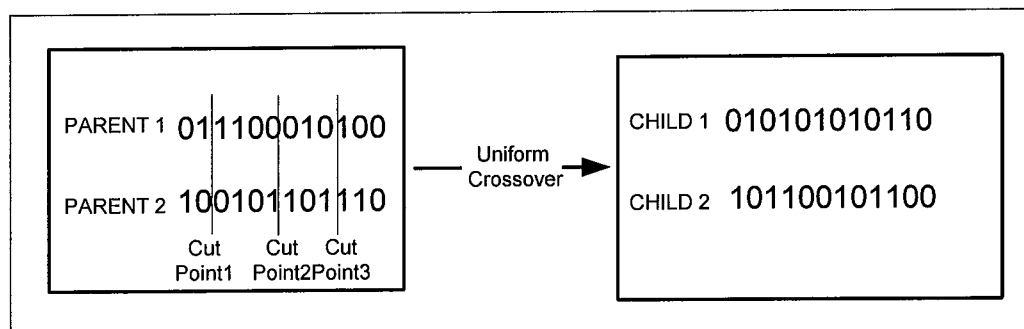 PARENT 1 011100010100
PARENT 2 100101101110
Cut Point1
Cut Point2
Cut Point3
Uniform Crossover
CHILD 1 010101010110
CHILD 2 101100101100